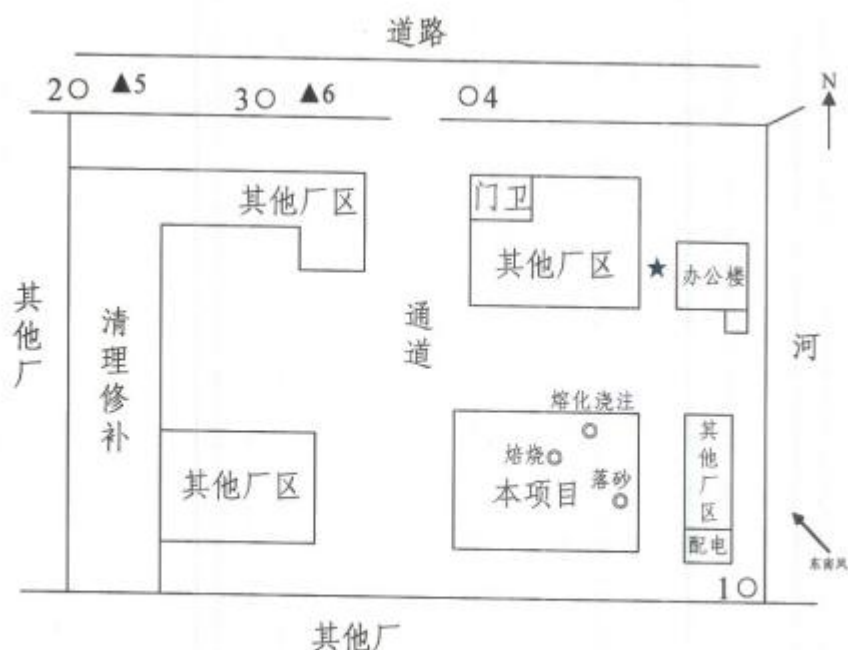 道路
2○ ▲5
3○ ▲6
○4
N
门卫
其他厂区
其他厂区
★
办公楼
其他厂
清理修补
通道
河
熔化浇注
焙烧
落砂
本项目
其他厂区
其他厂区
配电
东南风
1○
其他厂